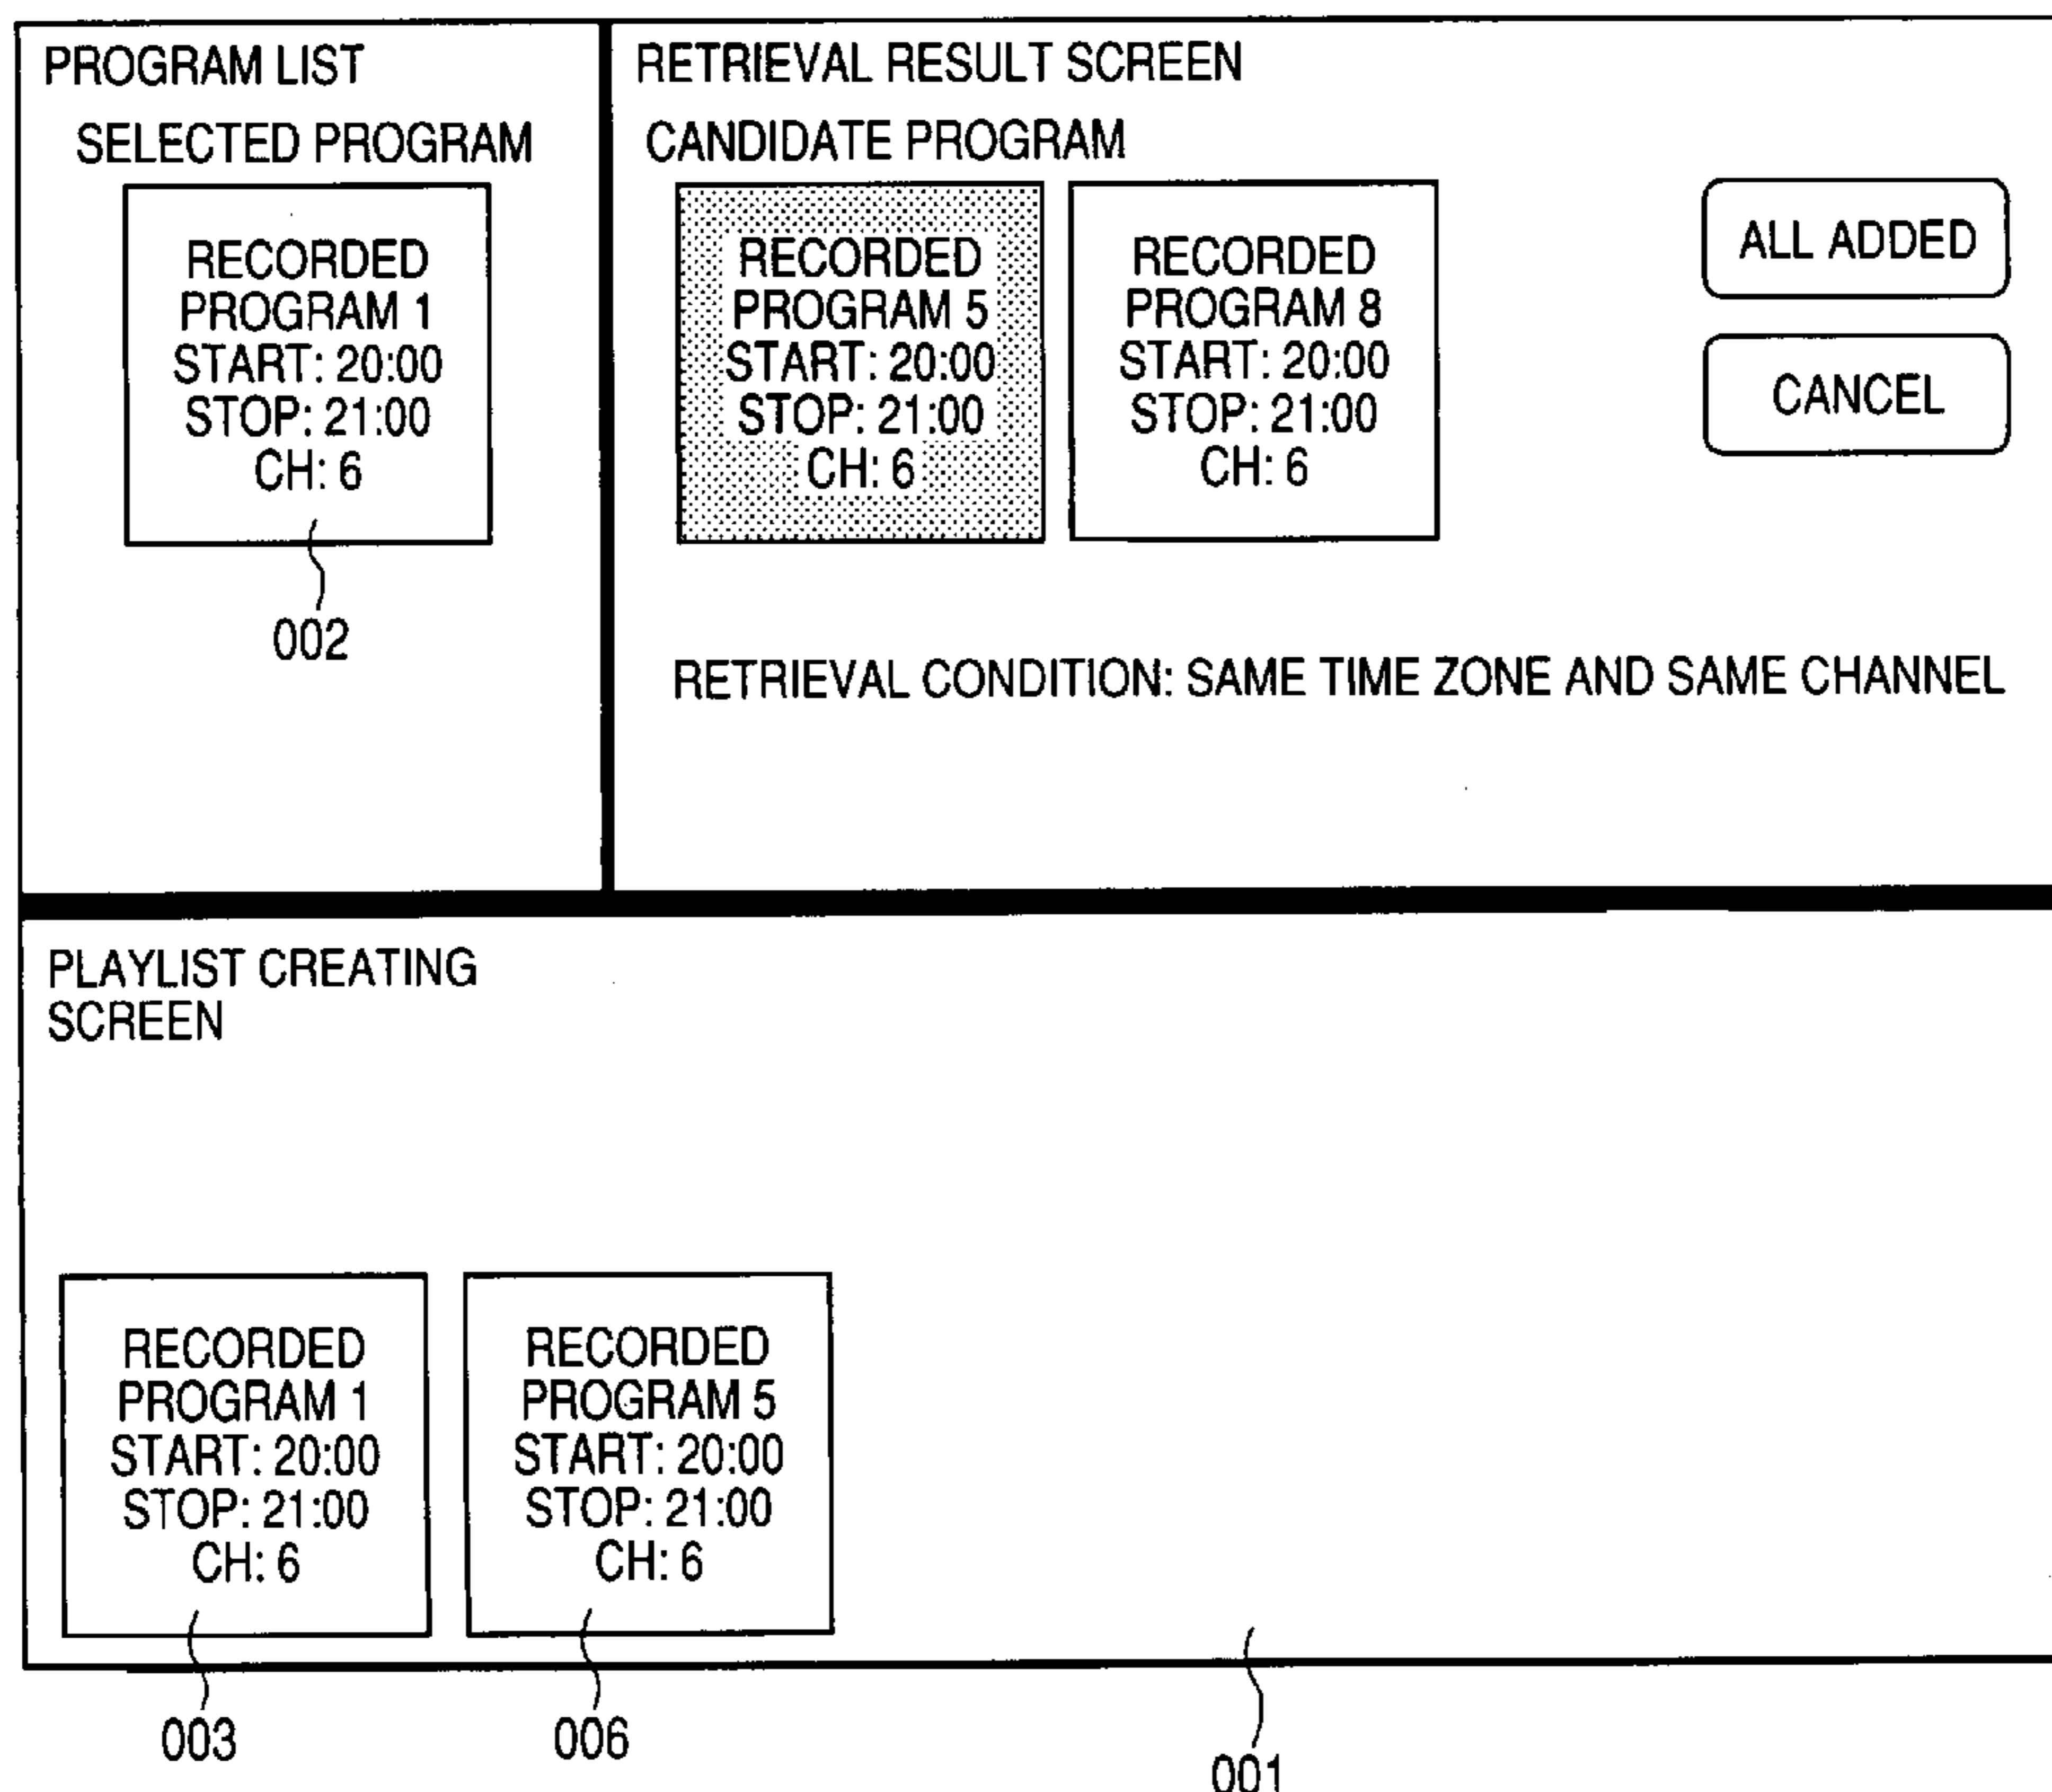 PROGRAM LIST
SELECTED PROGRAM
RECORDED
PROGRAM 1
START: 20:00
STOP: 21:00
CH: 6
002
RETRIEVAL RESULT SCREEN
CANDIDATE PROGRAM
RECORDED
PROGRAM 5
START: 20:00
STOP: 21:00
CH: 6
RECORDED
PROGRAM 8
START: 20:00
STOP: 21:00
CH: 6
ALL ADDED
CANCEL
RETRIEVAL CONDITION: SAME TIME ZONE AND SAME CHANNEL
PLAYLIST CREATING
SCREEN
RECORDED
PROGRAM 1
START: 20:00
STOP: 21:00
CH: 6
003
RECORDED
PROGRAM 5
START: 20:00
STOP: 21:00
CH: 6
006
001